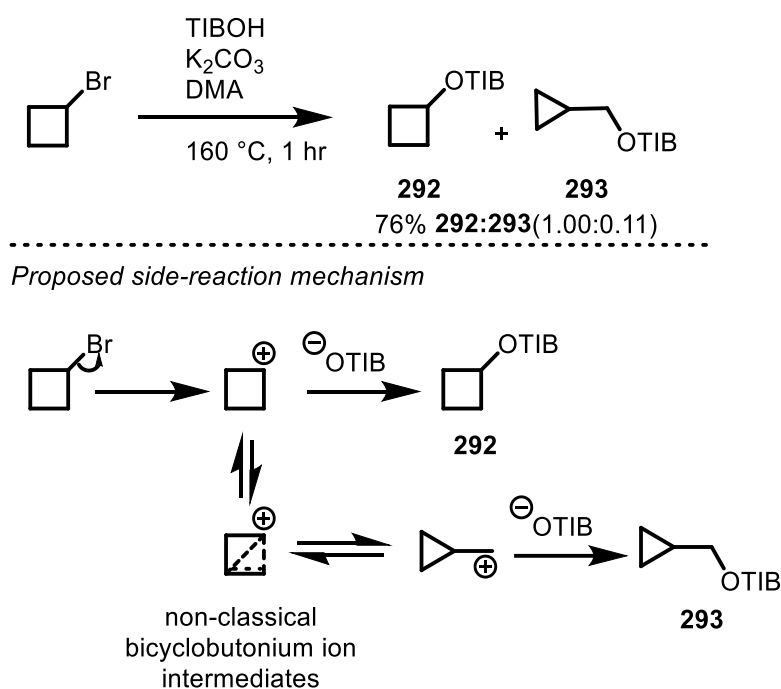 TIBOH
K₂CO₃
DMA
160 °C, 1 hr
Br
OTIB
+
OTIB
292
293
76% 292:293(1.00:0.11)
Proposed side-reaction mechanism
Br
⊕
⊖OTIB
OTIB
292
⊕
⊕
⊖OTIB
OTIB
293
non-classical
bicyclobutonium ion
intermediates